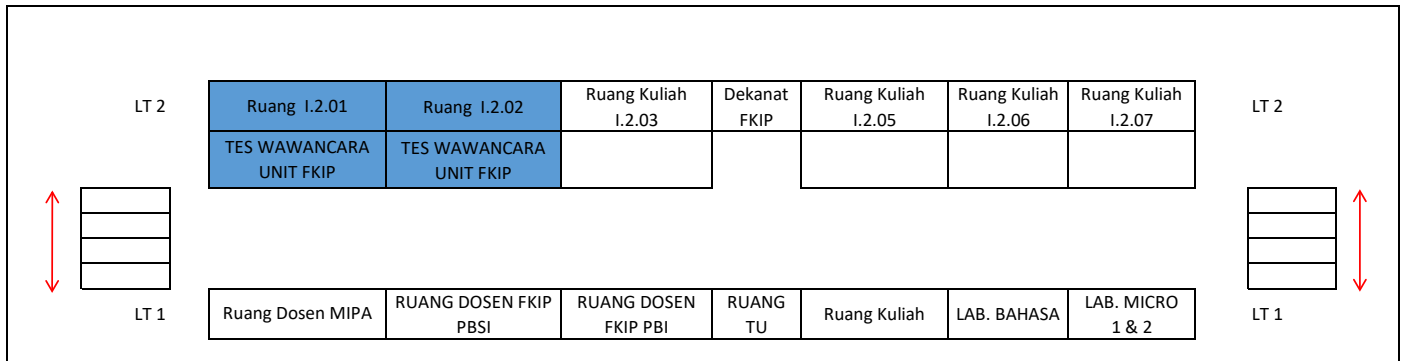 LT 2
Ruang I.2.01
Ruang I.2.02
Ruang Kuliah
I.2.03
Dekanat
FKIP
Ruang Kuliah
I.2.05
Ruang Kuliah
I.2.06
Ruang Kuliah
I.2.07
LT 2
TES WAWANCARA
UNIT FKIP
TES WAWANCARA
UNIT FKIP
LT 1
Ruang Dosen MIPA
RUANG DOSEN FKIP
PBSI
RUANG DOSEN
FKIP PBI
RUANG
TU
Ruang Kuliah
LAB. BAHASA
LAB. MICRO
1 & 2
LT 1